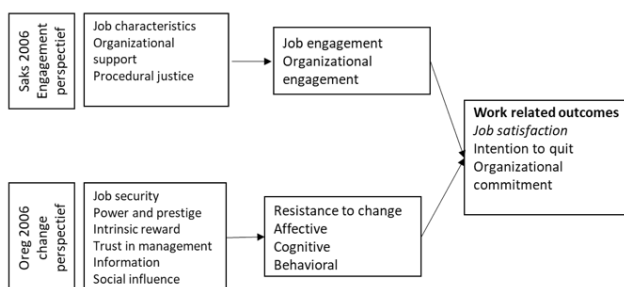 Saks 2006
Engagement
perspectief
Job characteristics
Organizational
support
Procedural justice
Job engagement
Organizational
engagement
Work related outcomes
Job satisfaction
Intention to quit
Organizational
commitment
Oreg 2006
change
perspectief
Job security
Power and prestige
Intrinsic reward
Trust in management
Information
Social influence
Resistance to change
Affective
Cognitive
Behavioral